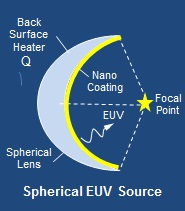 Back
Surface
Heater
Q
Nano
Coating
EUV
Focal
Point
Spherical
Lens
Spherical EUV Source